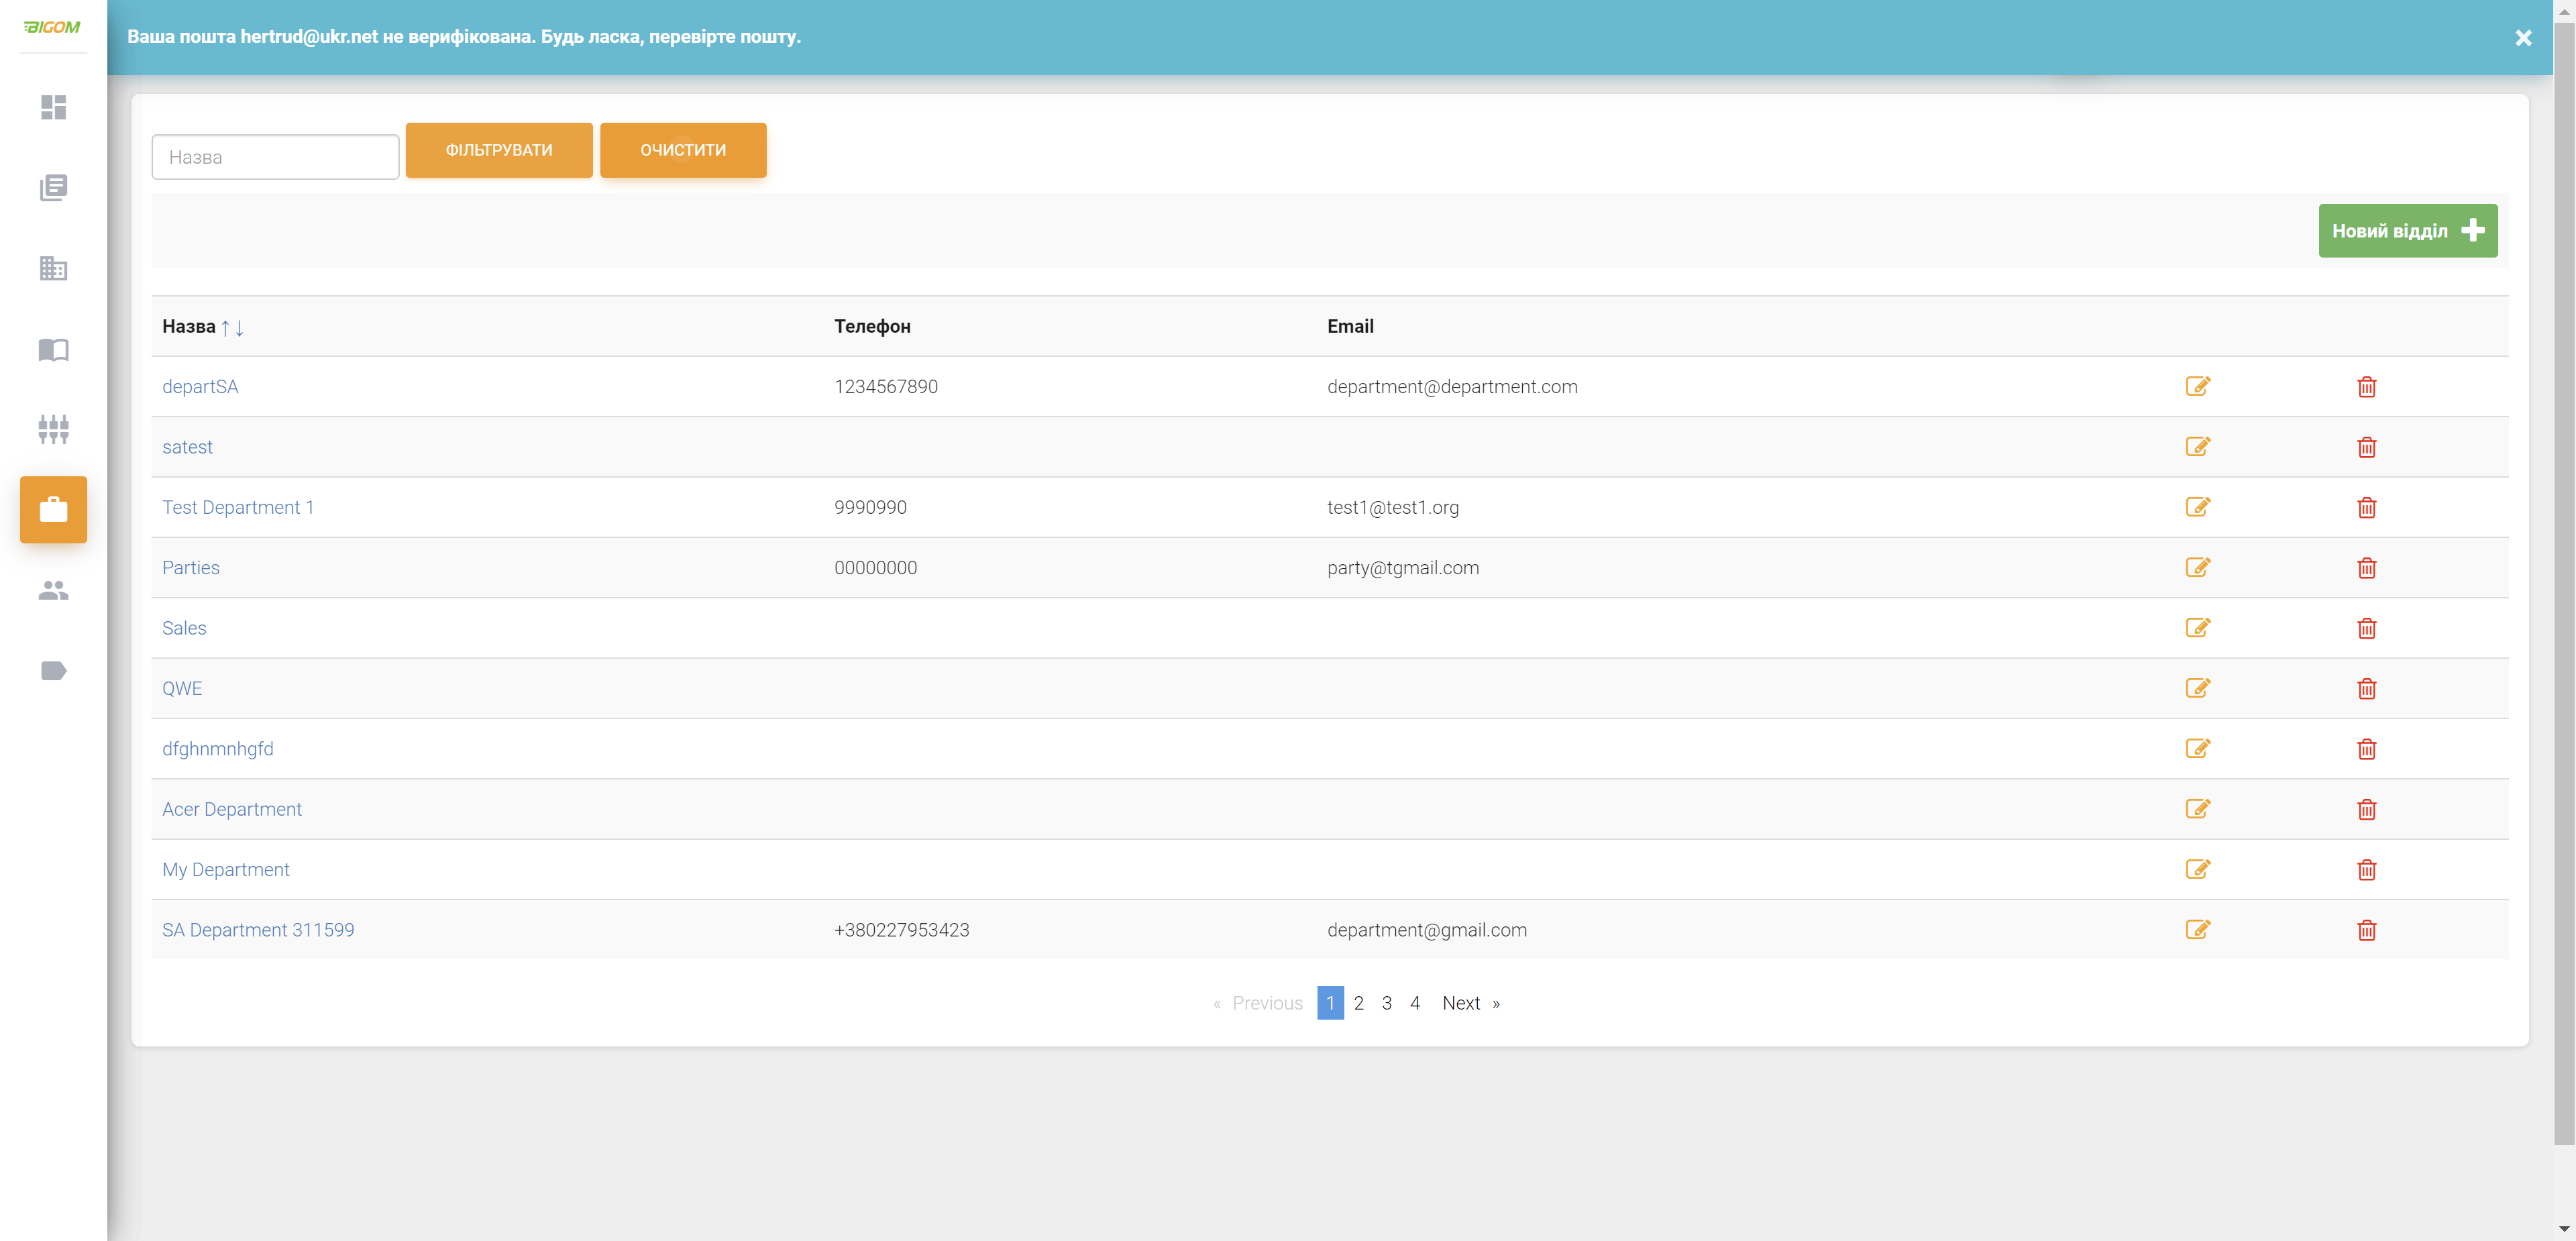 BIGOM
Ваша пошта hertrud@ukr.net не верифікована. Будь ласка, перевірте пошту.
Назва ФІЛЬТРУВАТИ ОЧИСТИТИ
Новий відділ
Назва ↑↓ Телефон Email
departSA 1234567890 department@department.com
satest
Test Department 1 9990990 test1@test1.org
Parties 00000000 party@tgmail.com
Sales
QWE
dfghnmnhgfd
Acer Department
My Department
SA Department 311599 +380227953423 department@gmail.com
« Previous 1 2 3 4 Next »